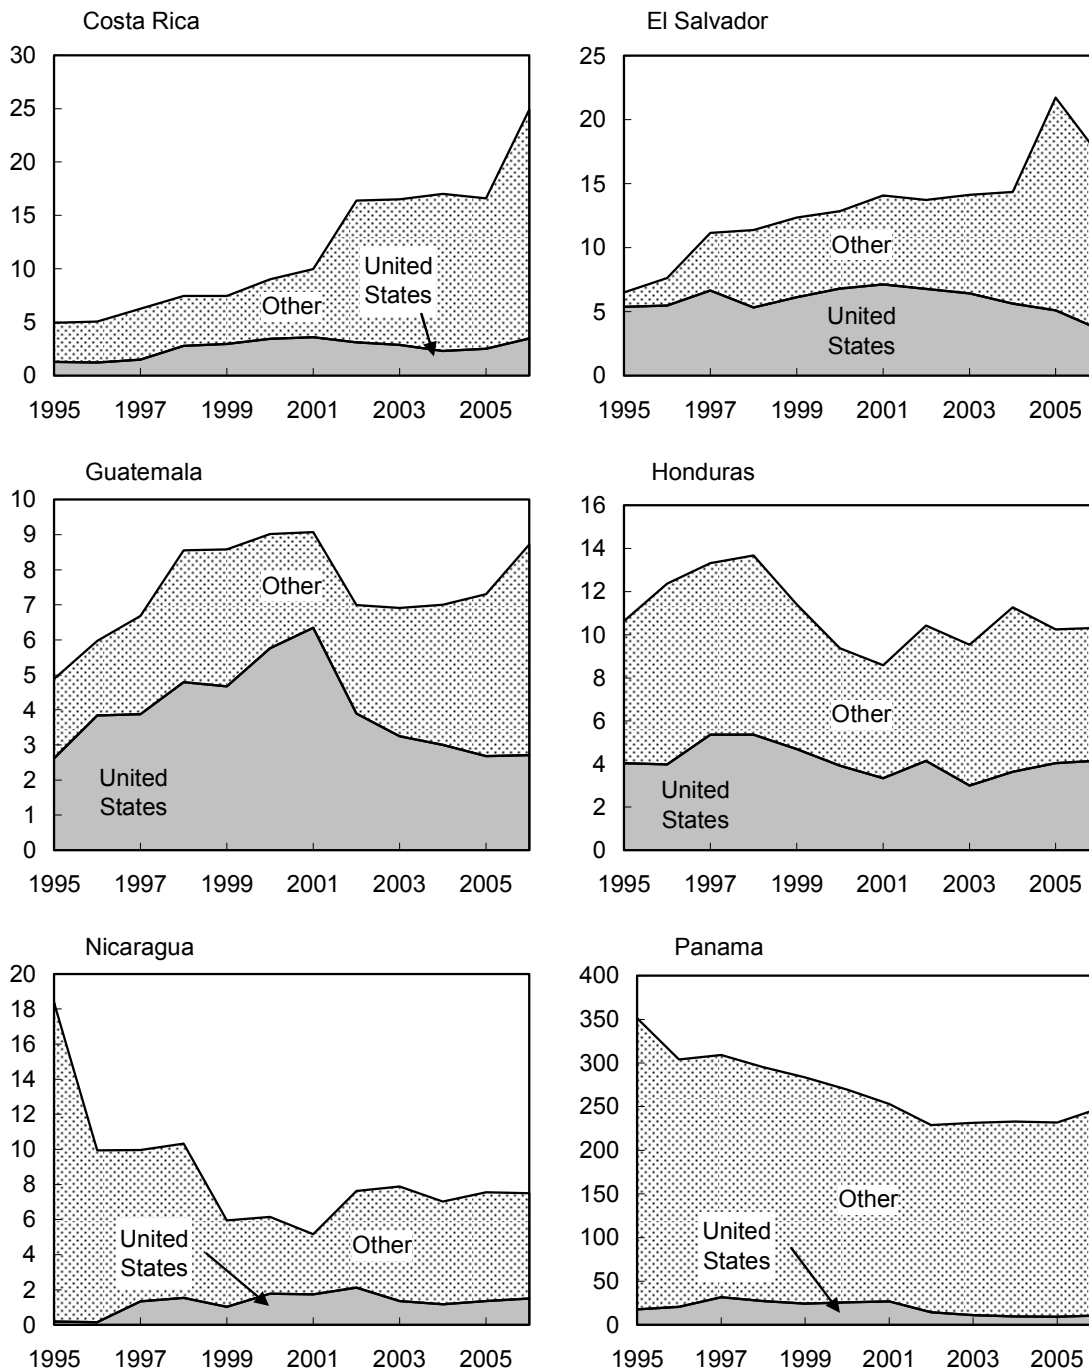 Costa Rica
30
25
20
15
10
5
0
United
States
Other
1995 1997 1999 2001 2003 2005
El Salvador
25
20
15
10
5
0
Other
United
States
1995 1997 1999 2001 2003 2005
Guatemala
10
9
8
7
6
5
4
3
2
1
0
Other
United
States
1995 1997 1999 2001 2003 2005
Honduras
16
14
12
10
8
6
4
2
0
Other
United
States
1995 1997 1999 2001 2003 2005
Nicaragua
20
18
16
14
12
10
8
6
4
2
0
United
States
Other
1995 1997 1999 2001 2003 2005
Panama
400
350
300
250
200
150
100
50
0
Other
United
States
1995 1997 1999 2001 2003 2005